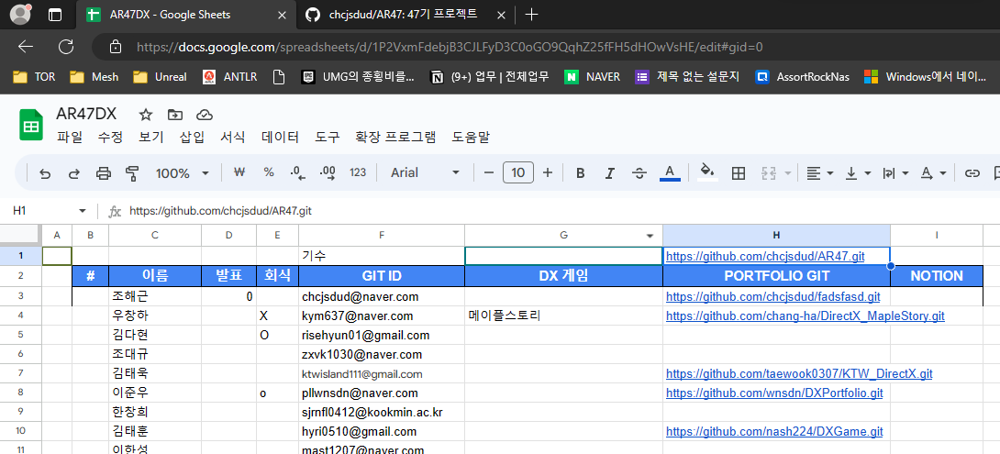 AR47DX - Google Sheets
chcjsdud/AR47: 47기 프로젝트
https://docs.google.com/spreadsheets/d/1P2VxmFdebjB3CJLFyD3C0oGO9QqhZ25fFH5dHOwVsHE/edit#gid=0
TOR Mesh Unreal ANTLR UMG의 종횡비를... (9+) 업무 | 전체업무 NAVER 제목 없는 설문지 AssortRockNas Windows에서 네이...
AR47DX
파일 수정 보기 삽입 서식 데이터 도구 확장 프로그램 도움말
100% ₩ % .0 .00 123 Arial 10 B I A A
H1 fx https://github.com/chcjsdud/AR47.git
A B C D E F G H I
1 기수 https://github.com/chcjsdud/AR47.git
2 # 이름 발표 회식 GIT ID DX 게임 PORTFOLIO GIT NOTION
3 조해근 0 chcjsdud@naver.com https://github.com/chcjsdud/fadsfasd.git
4 우창하 X kym637@naver.com 메이플스토리 https://github.com/chang-ha/DirectX_MapleStory.git
5 김다현 O risehyun01@gmail.com
6 조대규 zxvk1030@naver.com
7 김태욱 ktwisland111@gmail.com https://github.com/taewook0307/KTW_DirectX.git
8 이준우 o pllwnsdn@naver.com https://github.com/wnsdn/DXPortfolio.git
9 한창희 sjrnfl0412@kookmin.ac.kr
10 김태훈 hyri0510@gmail.com https://github.com/nash224/DXGame.git
11 이한성 mast1207@naver.com